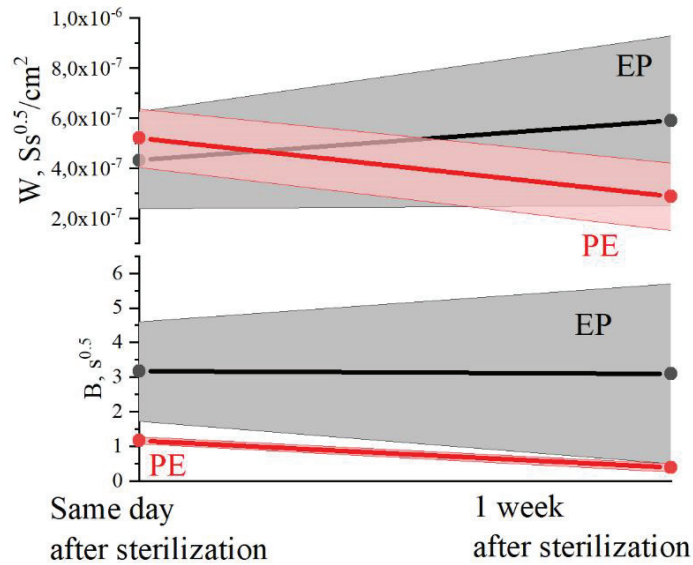 1,0x10⁻⁶
8,0x10⁻⁷
6,0x10⁻⁷
4,0x10⁻⁷
2,0x10⁻⁷
W, Ss⁰·⁵/cm²
EP
PE
6
5
4
3
2
1
0
B, s⁰·⁵
EP
PE
Same day
after sterilization
1 week
after sterilization